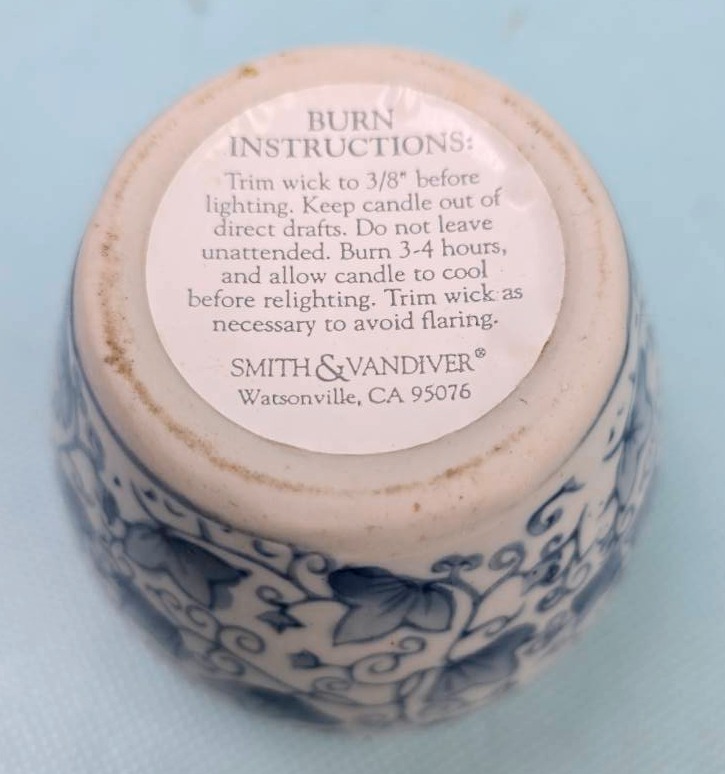 BURN
INSTRUCTIONS:
Trim wick to 3/8" before
lighting. Keep candle out of
direct drafts. Do not leave
unattended. Burn 3-4 hours,
and allow candle to cool
before relighting. Trim wick as
necessary to avoid flaring.
SMITH & VANDIVER®
Watsonville, CA 95076